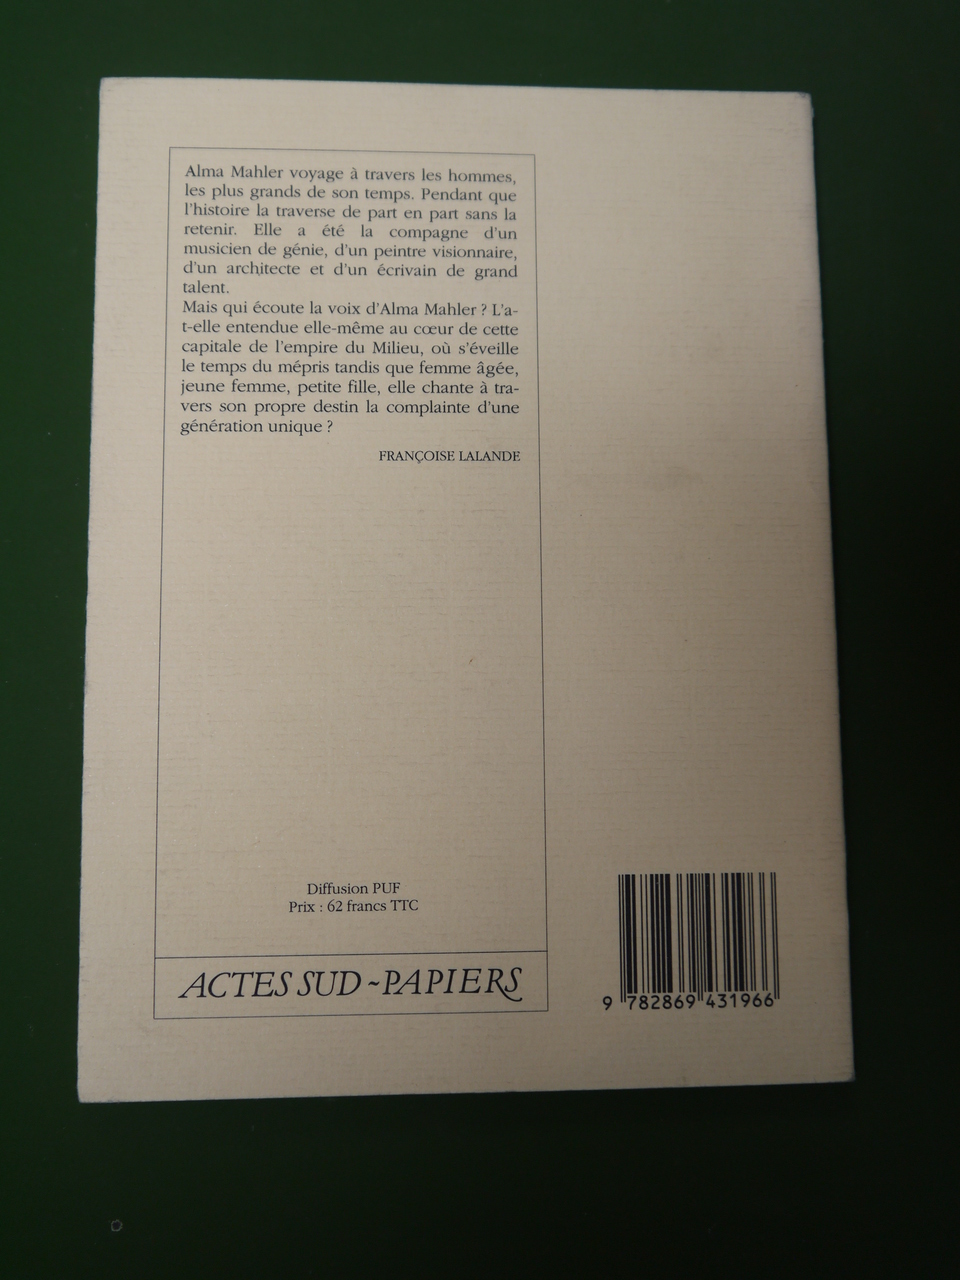 Alma Mahler voyage à travers les hommes,
les plus grands de son temps. Pendant que
l'histoire la traverse de part en part sans la
retenir. Elle a été la compagne d'un
musicien de génie, d'un peintre visionnaire,
d'un architecte et d'un écrivain de grand
talent.
Mais qui écoute la voix d'Alma Mahler ? L'a-
t-elle entendue elle-même au cœur de cette
capitale de l'empire du Milieu, où s'éveille
le temps du mépris tandis que femme âgée,
jeune femme, petite fille, elle chante à tra-
vers son propre destin la complainte d'une
génération unique ?
FRANÇOISE LALANDE
Diffusion PUF
Prix : 62 francs TTC
ACTES SUD ~ PAPIERS
9 782869 431966